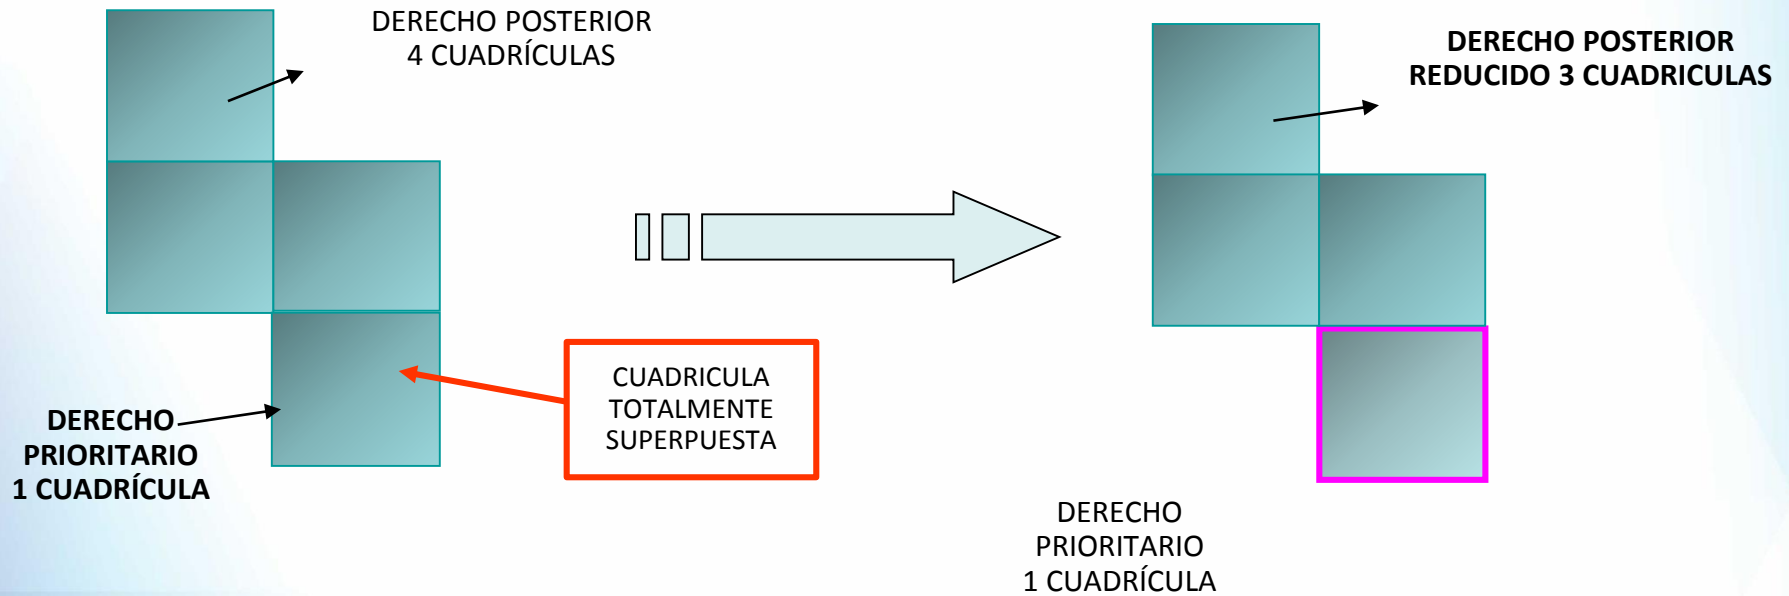 DERECHO POSTERIOR
4 CUADRÍCULAS
DERECHO POSTERIOR
REDUCIDO 3 CUADRICULAS
CUADRICULA
TOTALMENTE
SUPERPUESTA
DERECHO
PRIORITARIO
1 CUADRÍCULA
DERECHO
PRIORITARIO
1 CUADRÍCULA